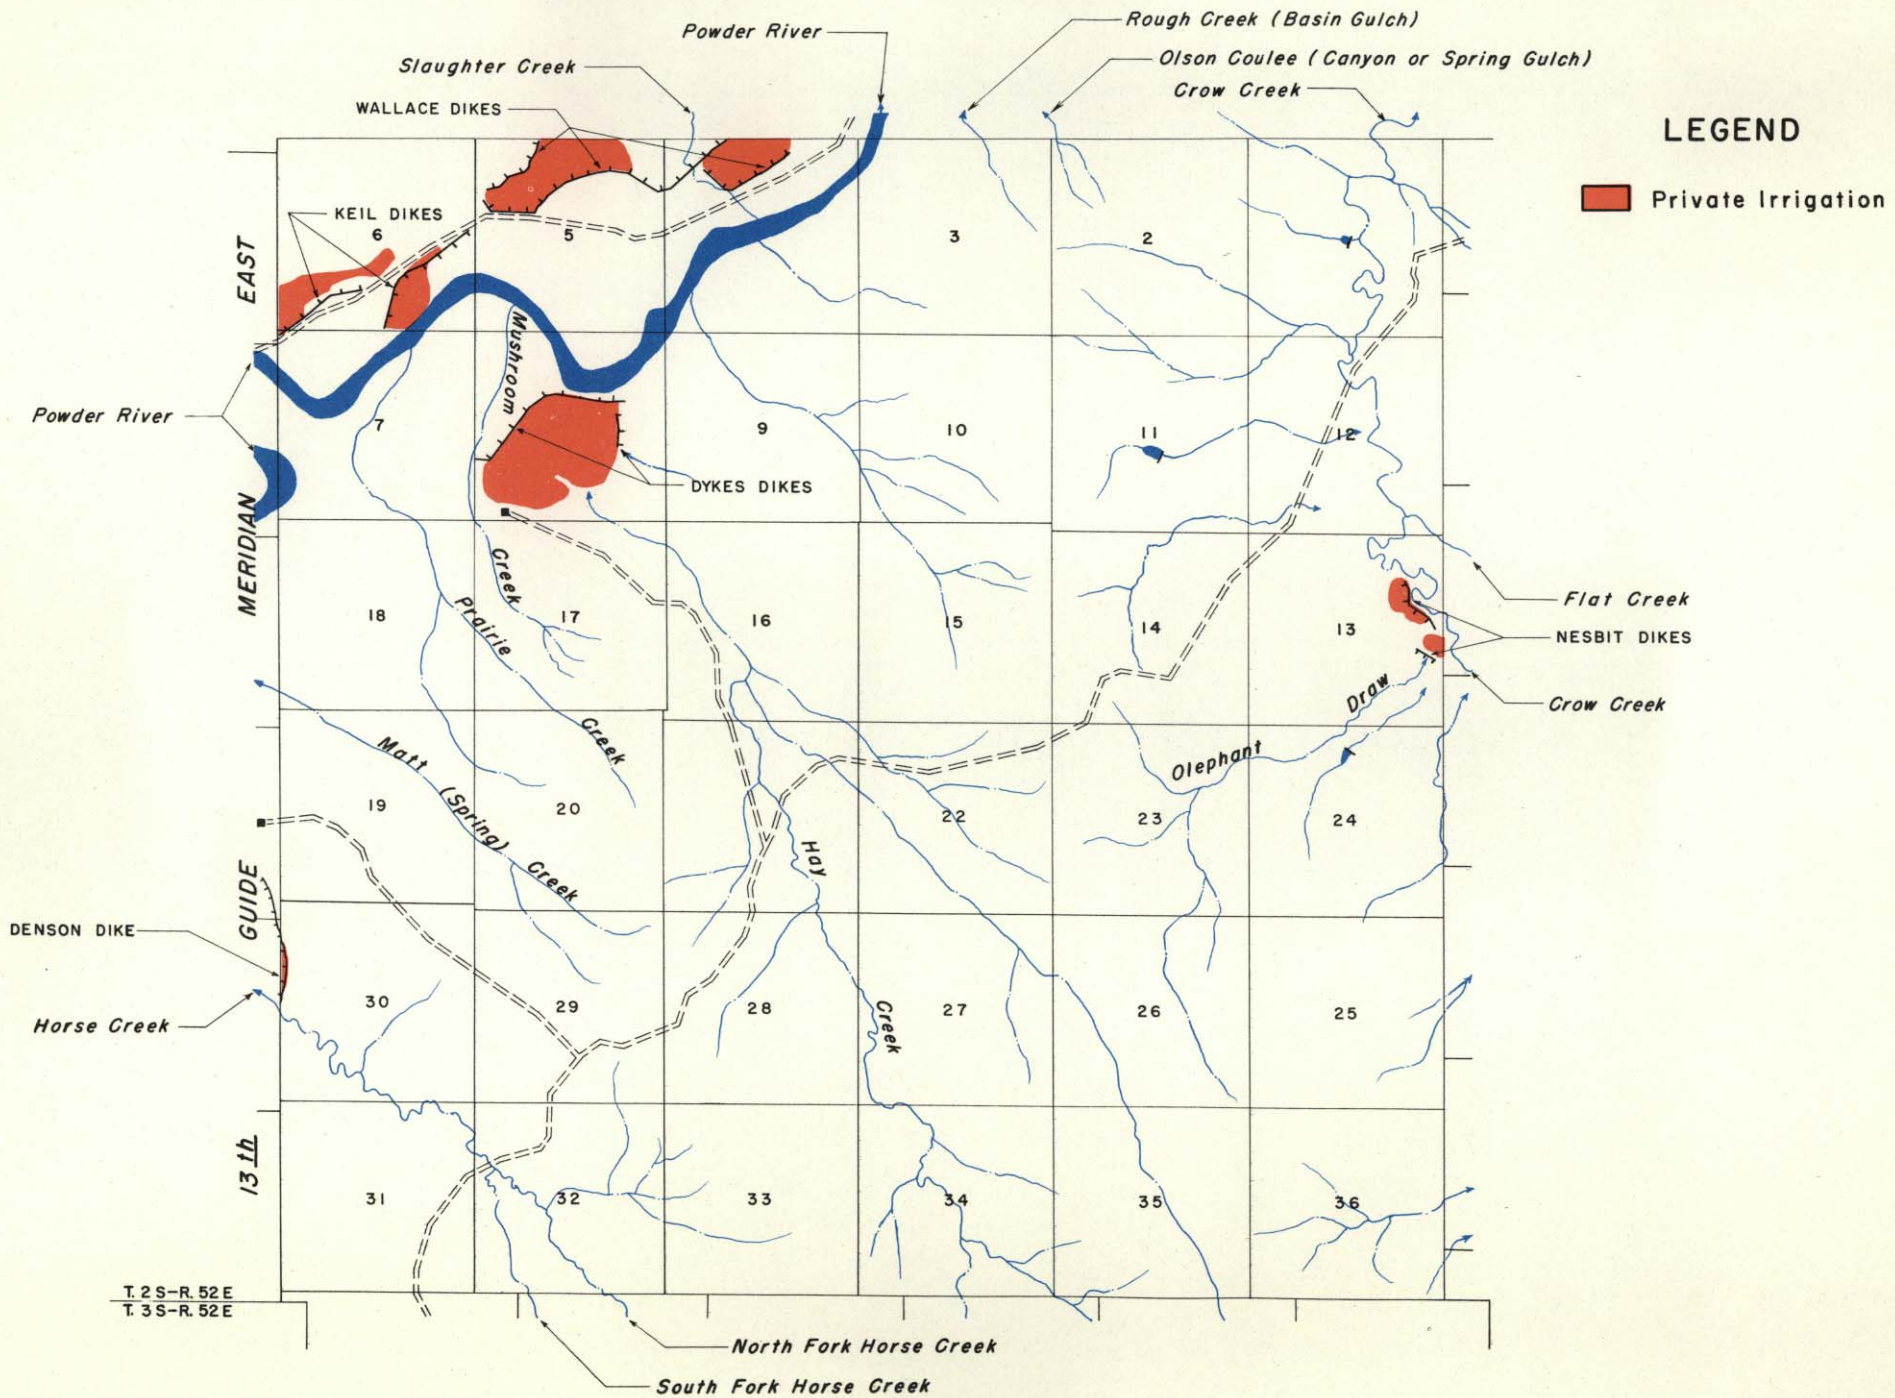 Rough Creek (Basin Gulch)
Powder River
Olson Coulee (Canyon or Spring Gulch)
Slaughter Creek
Crow Creek
WALLACE DIKES
LEGEND
Private Irrigation
KEIL DIKES
6
5
3
2
EAST
Mushroom
Powder River
7
9
10
11
12
DYKES DIKES
MERIDIAN
Creek
Flat Creek
18
Prairie
17
16
15
14
13
NESBIT DIKES
Draw
Crow Creek
Creek
Matt
(Spring)
Creek
Olephant
19
20
22
23
24
Hay
GUIDE
DENSON DIKE
30
29
28
27
26
25
Creek
Horse Creek
13th
31
32
33
34
35
36
T. 2 S-R. 52 E
T. 3 S-R. 52 E
North Fork Horse Creek
South Fork Horse Creek